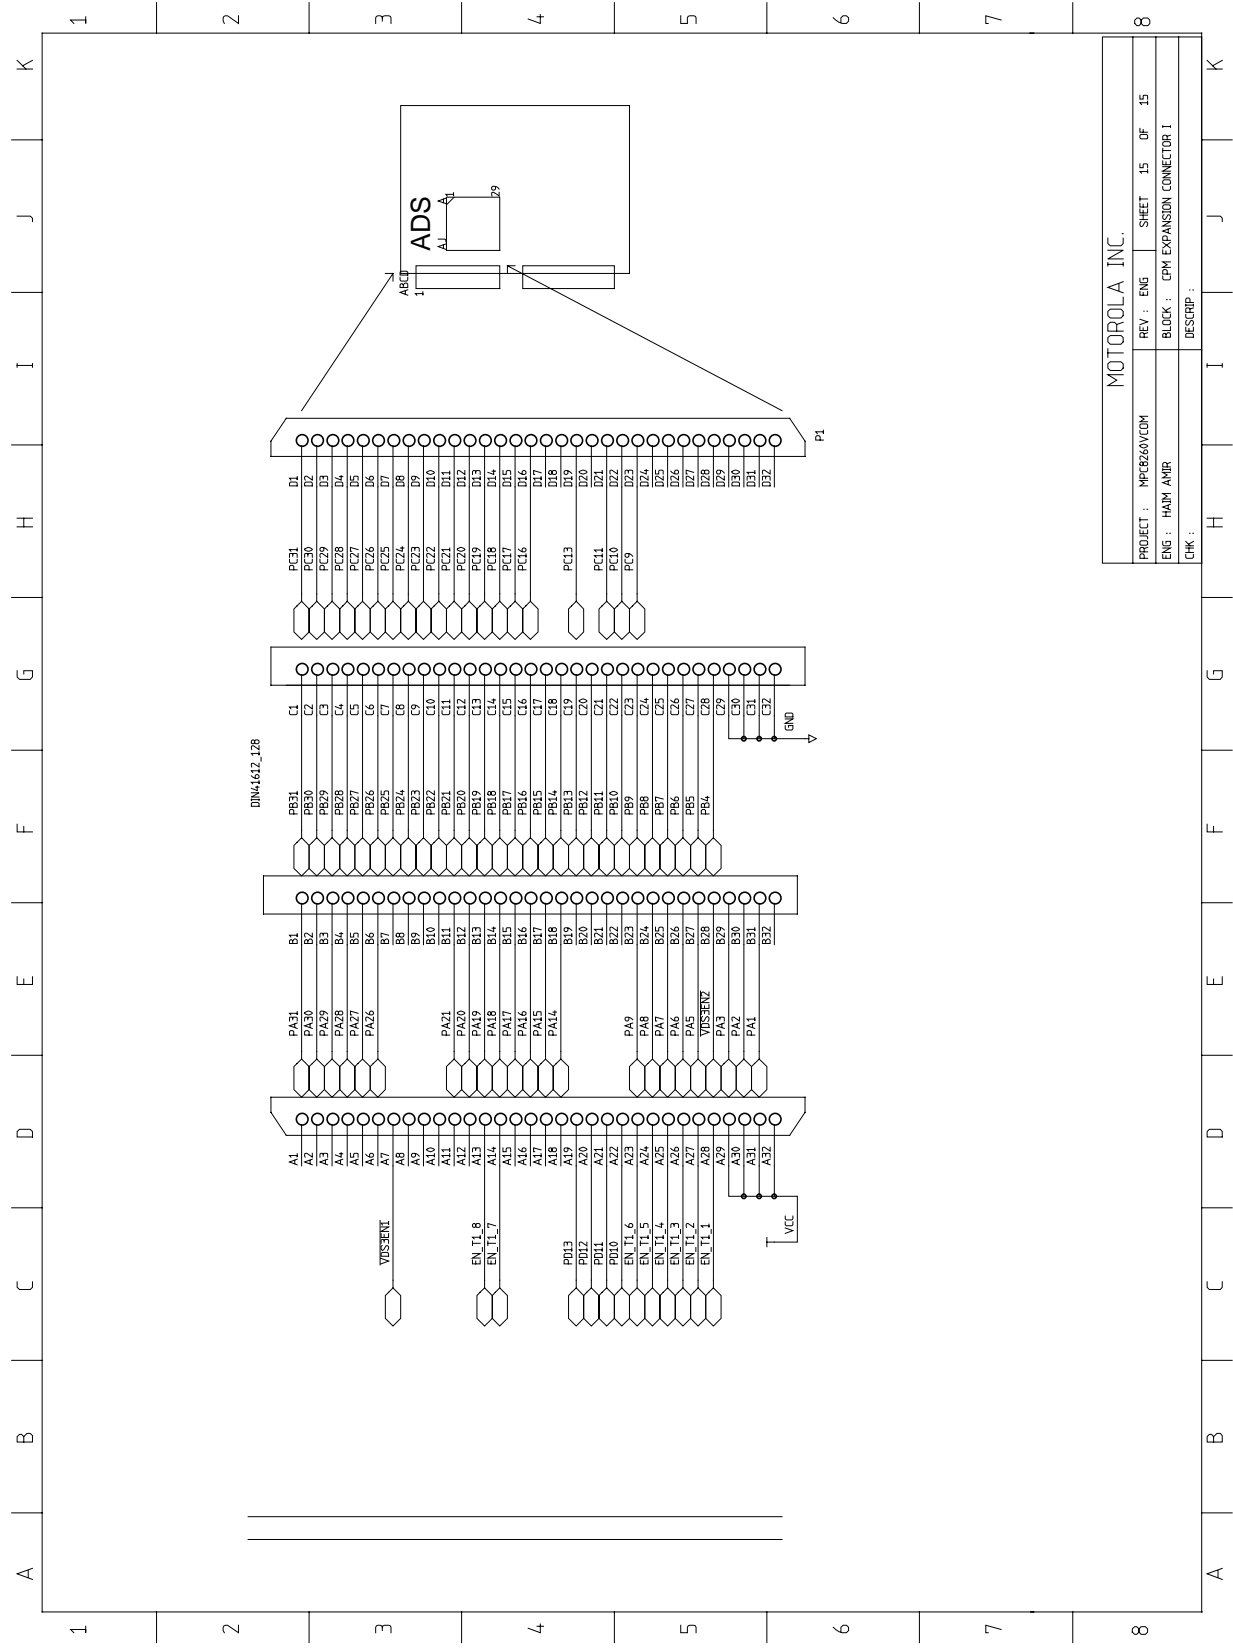 A B C D E F G H I J K
1 1
2 2
3 3
4 4
5 5
6 6
7 7
8 8
DIN41612_128
A1 PA31 B1 PB31 C1 PC31 D1
A2 PA30 B2 PB30 C2 PC30 D2
A3 PA29 B3 PB29 C3 PC29 D3
A4 PA28 B4 PB28 C4 PC28 D4
A5 PA27 B5 PB27 C5 PC27 D5
A6 PA26 B6 PB26 C6 PC26 D6
VDS3EN1 A7 B7 PB25 C7 PC25 D7
A8 B8 PB24 C8 PC24 D8
A9 B9 PB23 C9 PC23 D9
A10 B10 PB22 C10 PC22 D10
A11 PA21 B11 PB21 C11 PC21 D11
A12 PA20 B12 PB20 C12 PC20 D12
EN_T1_8 A13 PA19 B13 PB19 C13 PC19 D13
EN_T1_7 A14 PA18 B14 PB18 C14 PC18 D14
A15 PA17 B15 PB17 C15 PC17 D15
A16 PA16 B16 PB16 C16 PC16 D16
A17 PA15 B17 PB15 C17 D17
A18 PA14 B18 PB14 C18 D18
PD13 A19 B19 PB13 C19 PC13 D19
PD12 A20 B20 PB12 C20 D20
PD11 A21 B21 PB11 C21 PC11 D21
PD10 A22 B22 PB10 C22 PC10 D22
EN_T1_6 A23 PA9 B23 PB9 C23 PC9 D23
EN_T1_5 A24 PA8 B24 PB8 C24 D24
EN_T1_4 A25 PA7 B25 PB7 C25 D25
EN_T1_3 A26 PA6 B26 PB6 C26 D26
EN_T1_2 A27 PA5 B27 PB5 C27 D27
EN_T1_1 A28 VDS3EN2 B28 PB4 C28 D28
A29 PA3 B29 C29 D29
A30 PA2 B30 C30 D30
A31 PA1 B31 C31 D31
A32 B32 C32 D32
VCC
GND
P1
ABCD
1
ADS
AJ A
1
29
MOTOROLA INC.
PROJECT : MPC8260VCOM REV : ENG SHEET 15 OF 15
ENG : HAIM AMIR BLOCK : CPM EXPANSION CONNECTOR I
CHK : DESCRIP :
A B C D E F G H I J K